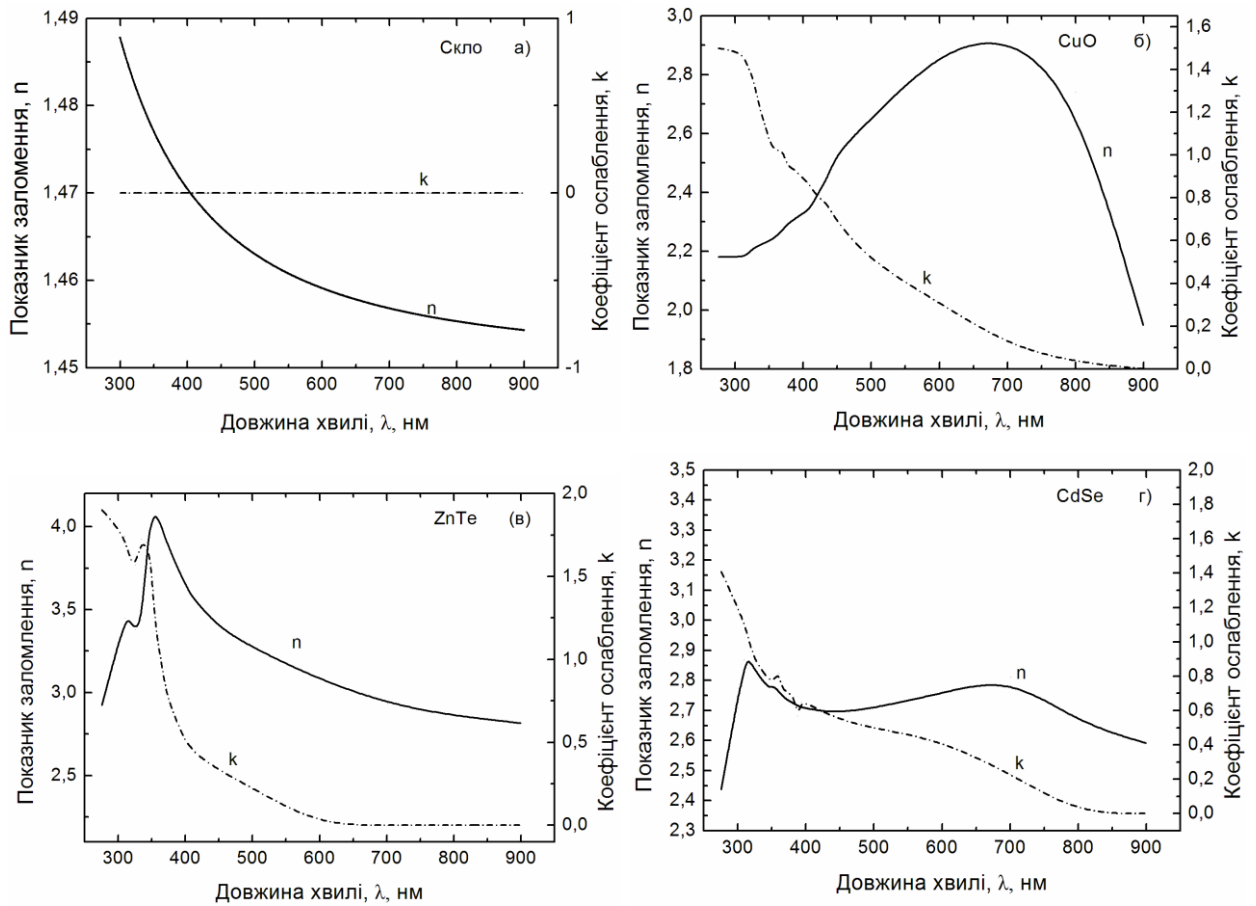 1,49
1,48
1,47
1,46
1,45
Показник заломення, n
1
0
-1
Коефіцієнт ослаблення, k
Скло а)
k
n
300 400 500 600 700 800 900
Довжина хвилі, λ, нм
3,0
2,8
2,6
2,4
2,2
2,0
1,8
Показник заломлення, n
1,6
1,4
1,2
1,0
0,8
0,6
0,4
0,2
0,0
Коефіцієнт ослаблення, k
CuO б)
n
k
300 400 500 600 700 800 900
Довжина хвилі, λ, нм
4,0
3,5
3,0
2,5
Показник заломлення, n
2,0
1,5
1,0
0,5
0,0
Коефіцієнт ослаблення, k
ZnTe (в)
n
k
300 400 500 600 700 800 900
Довжина хвилі, λ, нм
3,5
3,4
3,3
3,2
3,1
3,0
2,9
2,8
2,7
2,6
2,5
2,4
2,3
Показник заломлення, n
2,0
1,8
1,6
1,4
1,2
1,0
0,8
0,6
0,4
0,2
0,0
Коефіцієнт ослаблення, k
CdSe г)
n
k
300 400 500 600 700 800 900
Довжина хвилі, λ, нм